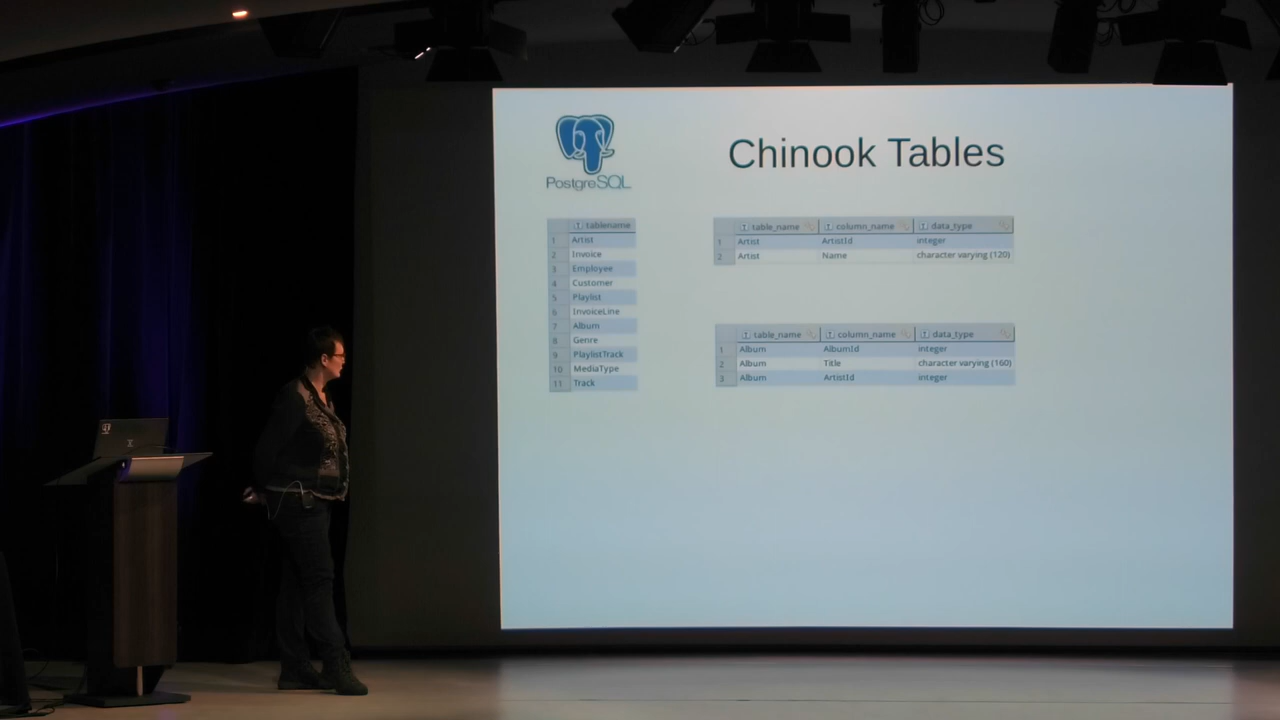 PostgreSQL
Chinook Tables
tablename
1 Artist
2 Invoice
3 Employee
4 Customer
5 Playlist
6 InvoiceLine
7 Album
8 Genre
9 PlaylistTrack
10 MediaType
11 Track
table_name column_name data_type
1 Artist ArtistId integer
2 Artist Name character varying (120)
table_name column_name data_type
1 Album AlbumId integer
2 Album Title character varying (160)
3 Album ArtistId integer